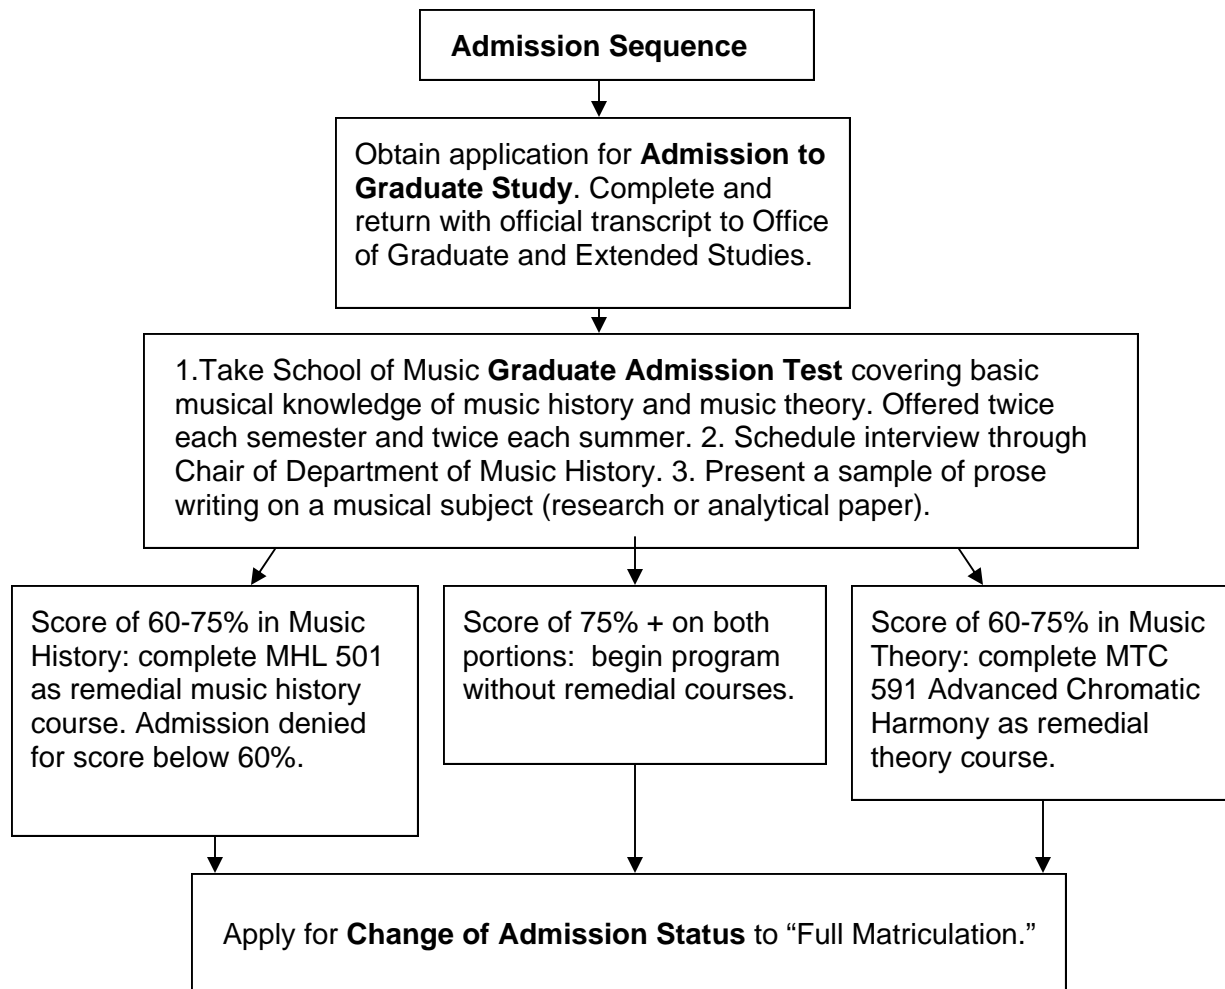 Admission Sequence
Obtain application for Admission to
Graduate Study. Complete and
return with official transcript to Office
of Graduate and Extended Studies.
1.Take School of Music Graduate Admission Test covering basic
musical knowledge of music history and music theory. Offered twice
each semester and twice each summer. 2. Schedule interview through
Chair of Department of Music History. 3. Present a sample of prose
writing on a musical subject (research or analytical paper).
Score of 60-75% in Music
History: complete MHL 501
as remedial music history
course. Admission denied
for score below 60%.
Score of 75% + on both
portions: begin program
without remedial courses.
Score of 60-75% in Music
Theory: complete MTC
591 Advanced Chromatic
Harmony as remedial
theory course.
Apply for Change of Admission Status to “Full Matriculation.”